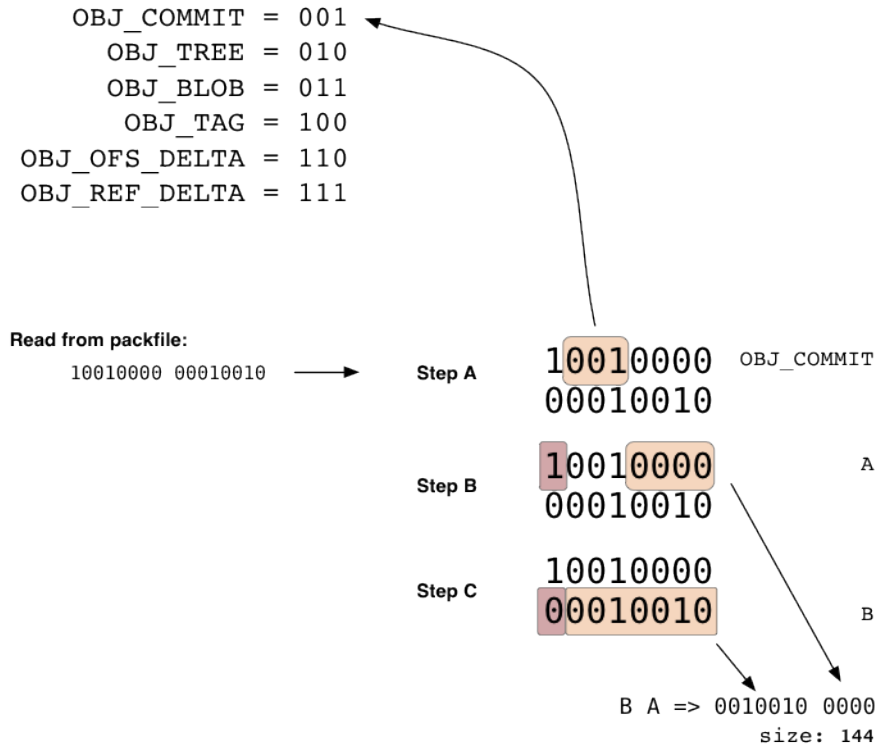 OBJ_COMMIT = 001
OBJ_TREE = 010
OBJ_BLOB = 011
OBJ_TAG = 100
OBJ_OFS_DELTA = 110
OBJ_REF_DELTA = 111
Read from packfile:
10010000 00010010
Step A
10010000
OBJ_COMMIT
00010010
Step B
10010000
A
00010010
Step C
10010000
00010010
B
B A => 0010010 0000
size: 144